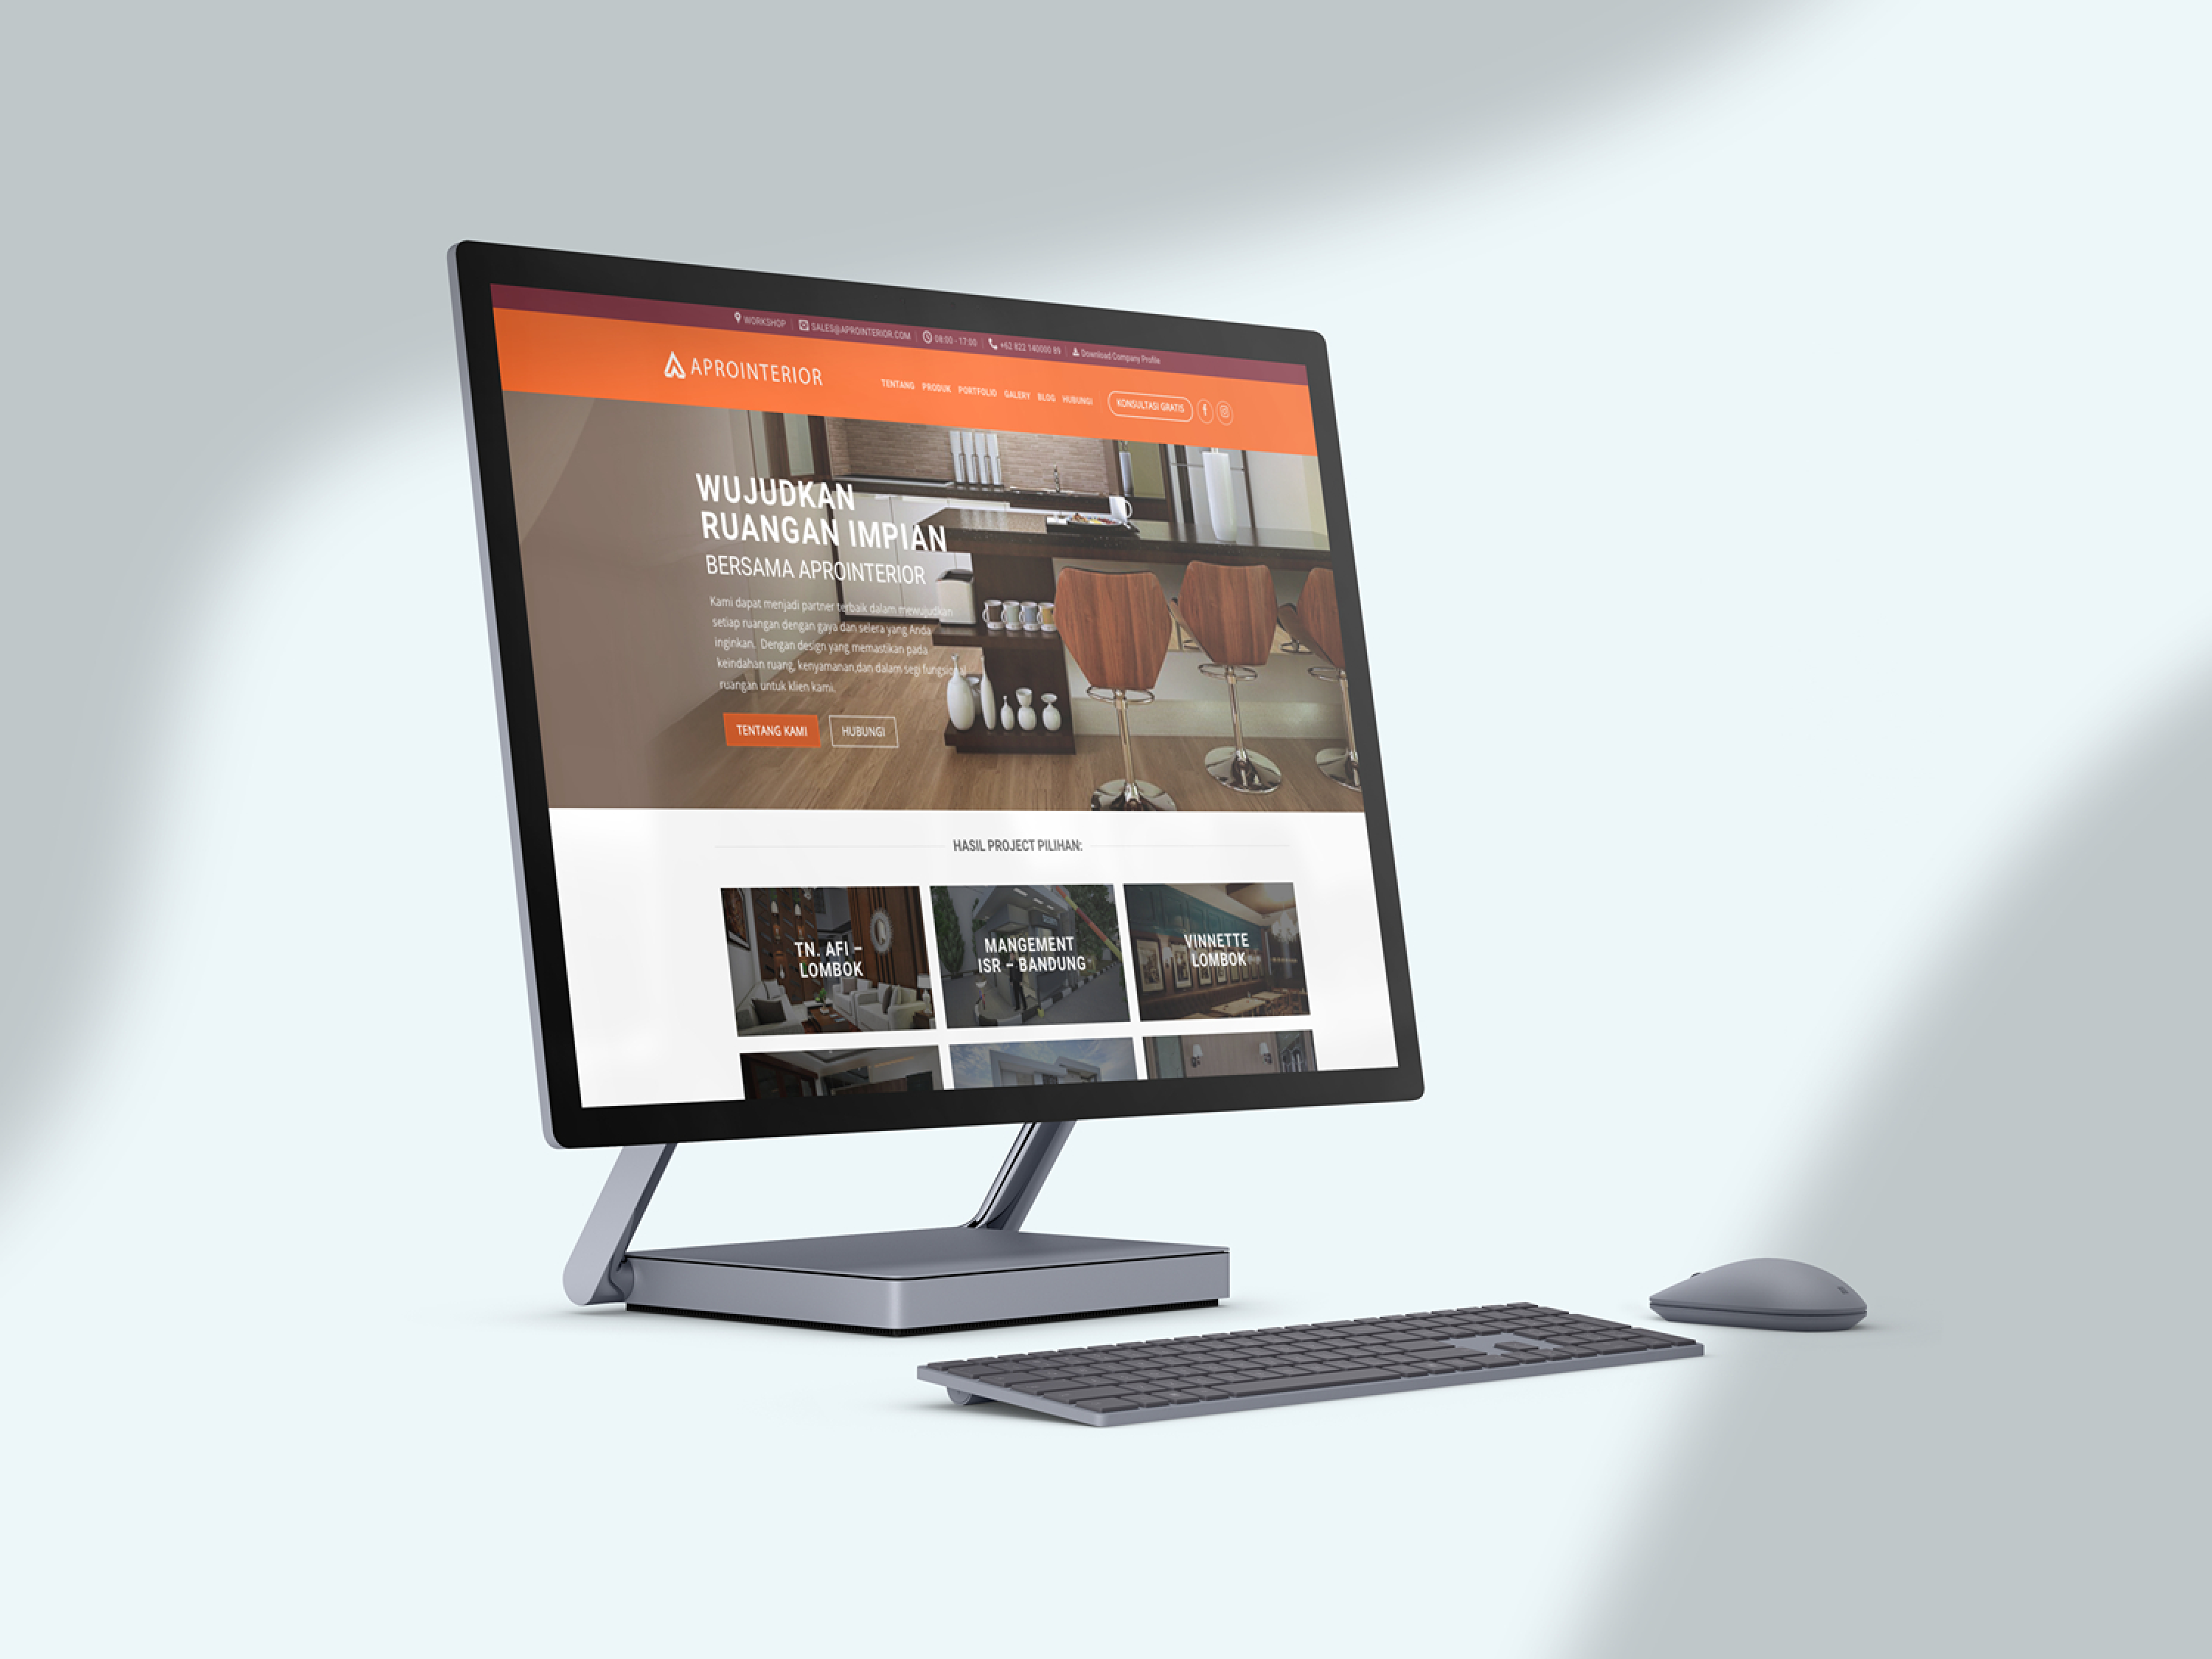 WORKSHOP
SALES@APROINTERIOR.COM
08:00 - 17:00
+62 822 140000 89
Download Company Profile
APROINTERIOR
TENTANG PRODUK PORTFOLIO GALERY BLOG HUBUNGI
KONSULTASI GRATIS
WUJUDKAN
RUANGAN IMPIAN
BERSAMA APROINTERIOR
Kami dapat menjadi partner terbaik dalam mewujudkan
setiap ruangan dengan gaya dan selera yang Anda
inginkan. Dengan design yang memastikan pada
keindahan ruang, kenyamanan,dan dalam segi fungsional
ruangan untuk klien kami.
TENTANG KAMI
HUBUNGI
HASIL PROJECT PILIHAN:
TN. AFI –
LOMBOK
MANGEMENT
ISR – BANDUNG
VINNETTE
LOMBOK